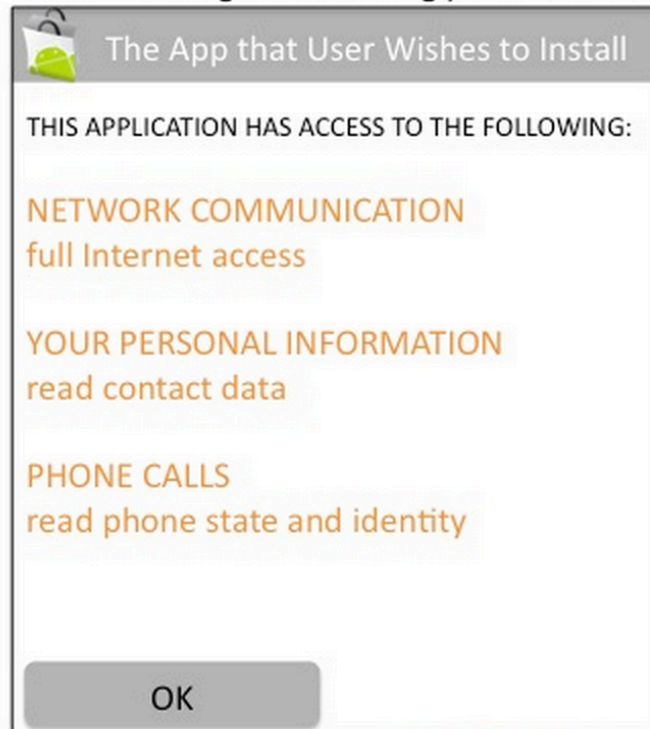 The App that User Wishes to Install
THIS APPLICATION HAS ACCESS TO THE FOLLOWING:
NETWORK COMMUNICATION
full Internet access
YOUR PERSONAL INFORMATION
read contact data
PHONE CALLS
read phone state and identity
OK